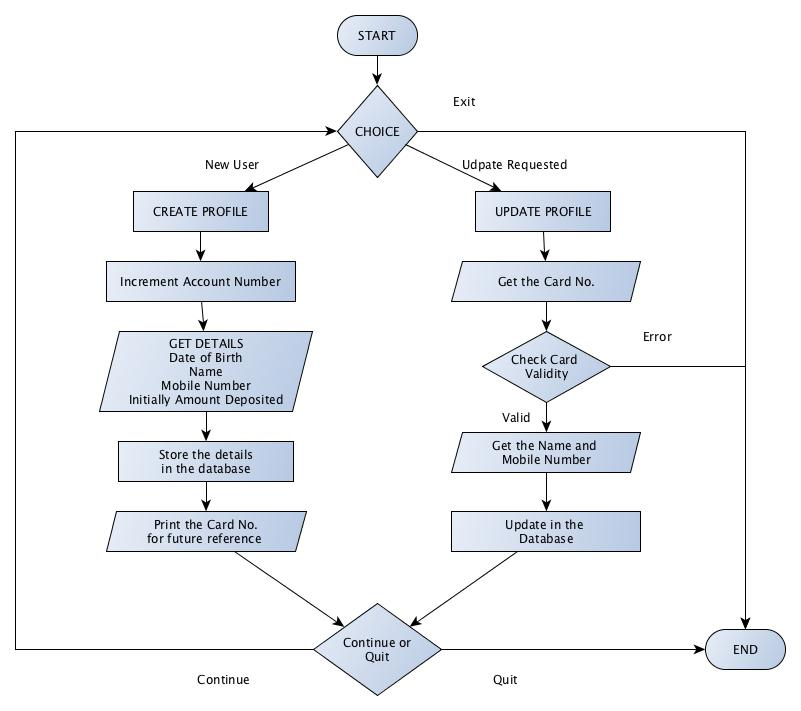 START
Exit
CHOICE
New User
Udpate Requested
CREATE PROFILE
UPDATE PROFILE
Increment Account Number
Get the Card No.
GET DETAILS
Date of Birth
Name
Mobile Number
Initially Amount Deposited
Error
Check Card
Validity
Valid
Store the details
in the database
Get the Name and
Mobile Number
Print the Card No.
for future reference
Update in the
Database
Continue or
Quit
END
Continue
Quit